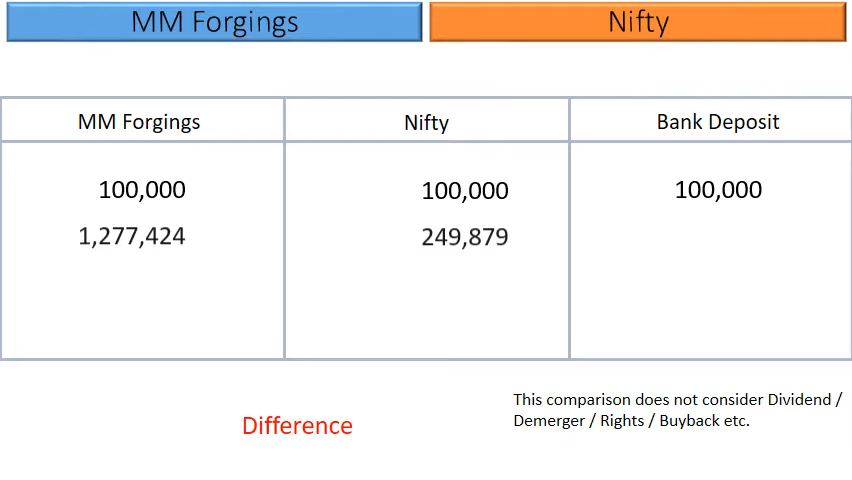 MM Forgings
Nifty
MM Forgings
Nifty
Bank Deposit
100,000
100,000
100,000
1,277,424
249,879
This comparison does not consider Dividend /
Demerger / Rights / Buyback etc.
Difference